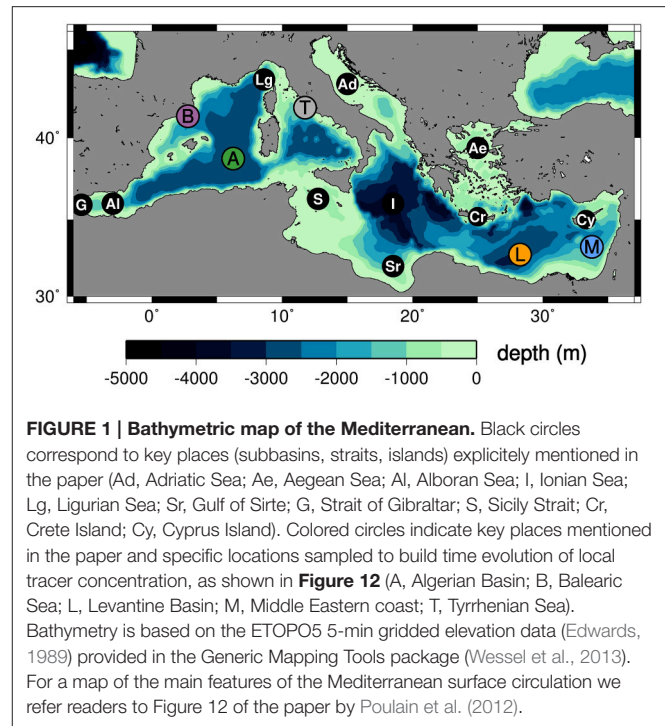 Lg
Ad
T
B
40°
A
Ae
S
I
G
Al
Cr
Cy
M
L
Sr
30°
0°
10°
20°
30°
depth (m)
-5000
-4000
-3000
-2000
-1000
0
FIGURE 1 | Bathymetric map of the Mediterranean. Black circles
correspond to key places (subbasins, straits, islands) explicitely mentioned in
the paper (Ad, Adriatic Sea; Ae, Aegean Sea; Al, Alboran Sea; I, Ionian Sea;
Lg, Ligurian Sea; Sr, Gulf of Sirte; G, Strait of Gibraltar; S, Sicily Strait; Cr,
Crete Island; Cy, Cyprus Island). Colored circles indicate key places mentioned
in the paper and specific locations sampled to build time evolution of local
tracer concentration, as shown in Figure 12 (A, Algerian Basin; B, Balearic
Sea; L, Levantine Basin; M, Middle Eastern coast; T, Tyrrhenian Sea).
Bathymetry is based on the ETOPO5 5-min gridded elevation data (Edwards,
1989) provided in the Generic Mapping Tools package (Wessel et al., 2013).
For a map of the main features of the Mediterranean surface circulation we
refer readers to Figure 12 of the paper by Poulain et al. (2012).